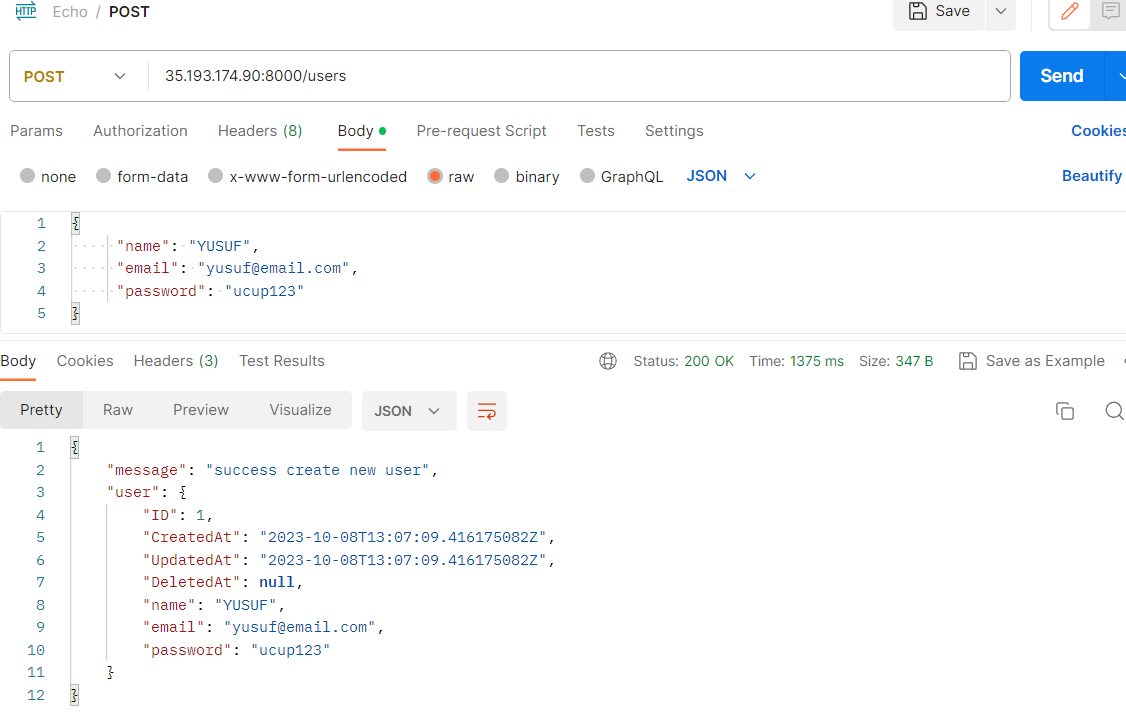 HTTP Echo / POST Save
POST 35.193.174.90:8000/users Send
Params Authorization Headers (8) Body Pre-request Script Tests Settings Cookies
none form-data x-www-form-urlencoded raw binary GraphQL JSON Beautify
1 {
2 "name": "YUSUF",
3 "email": "yusuf@email.com",
4 "password": "ucup123"
5 }
Body Cookies Headers (3) Test Results Status: 200 OK Time: 1375 ms Size: 347 B Save as Example
Pretty Raw Preview Visualize JSON
1 {
2 "message": "success create new user",
3 "user": {
4 "ID": 1,
5 "CreatedAt": "2023-10-08T13:07:09.416175082Z",
6 "UpdatedAt": "2023-10-08T13:07:09.416175082Z",
7 "DeletedAt": null,
8 "name": "YUSUF",
9 "email": "yusuf@email.com",
10 "password": "ucup123"
11 }
12 }